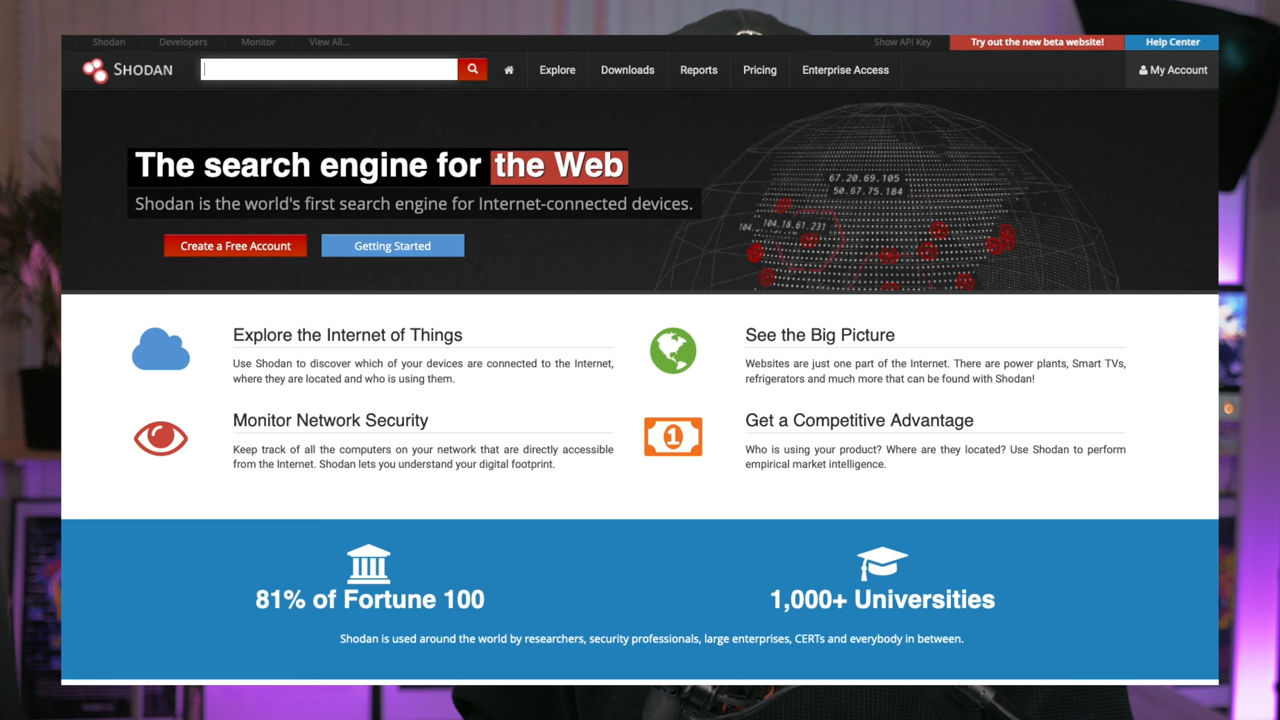 Shodan Developers Monitor View All... Show API Key Try out the new beta website! Help Center
SHODAN Explore Downloads Reports Pricing Enterprise Access My Account
The search engine for the Web
Shodan is the world's first search engine for Internet-connected devices.
Create a Free Account Getting Started
67.20.69.105
50.67.75.184
104. 104.18.61.231
Explore the Internet of Things
Use Shodan to discover which of your devices are connected to the Internet,
where they are located and who is using them.
See the Big Picture
Websites are just one part of the Internet. There are power plants, Smart TVs,
refrigerators and much more that can be found with Shodan!
Monitor Network Security
Keep track of all the computers on your network that are directly accessible
from the Internet. Shodan lets you understand your digital footprint.
1
Get a Competitive Advantage
Who is using your product? Where are they located? Use Shodan to perform
empirical market intelligence.
81% of Fortune 100
1,000+ Universities
Shodan is used around the world by researchers, security professionals, large enterprises, CERTs and everybody in between.